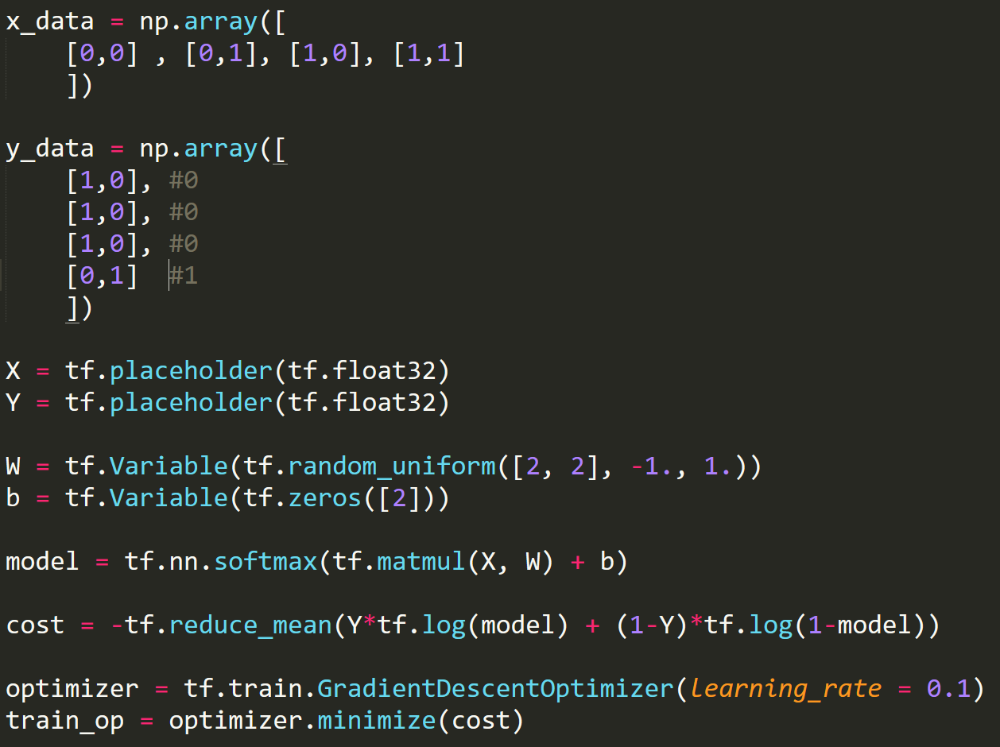 x_data = np.array([
    [0,0] , [0,1], [1,0], [1,1]
    ])
y_data = np.array([
    [1,0], #0
    [1,0], #0
    [1,0], #0
    [0,1]  #1
    ])
X = tf.placeholder(tf.float32)
Y = tf.placeholder(tf.float32)
W = tf.Variable(tf.random_uniform([2, 2], -1., 1.))
b = tf.Variable(tf.zeros([2]))
model = tf.nn.softmax(tf.matmul(X, W) + b)
cost = -tf.reduce_mean(Y*tf.log(model) + (1-Y)*tf.log(1-model))
optimizer = tf.train.GradientDescentOptimizer(learning_rate = 0.1)
train_op = optimizer.minimize(cost)